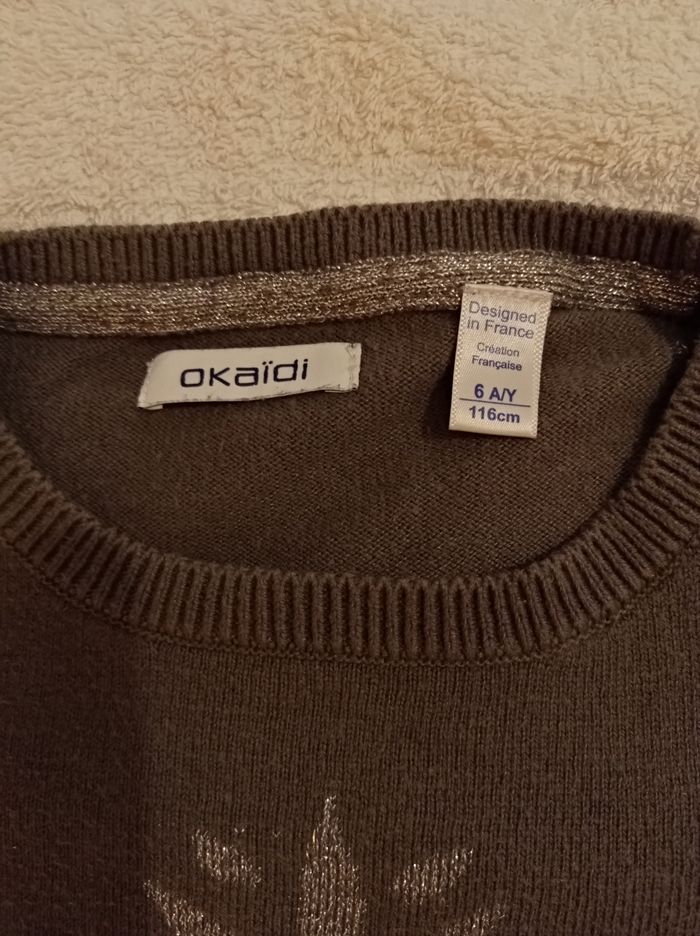 okaïdi
Designed
in France
Création
Française
6 A/Y
116cm